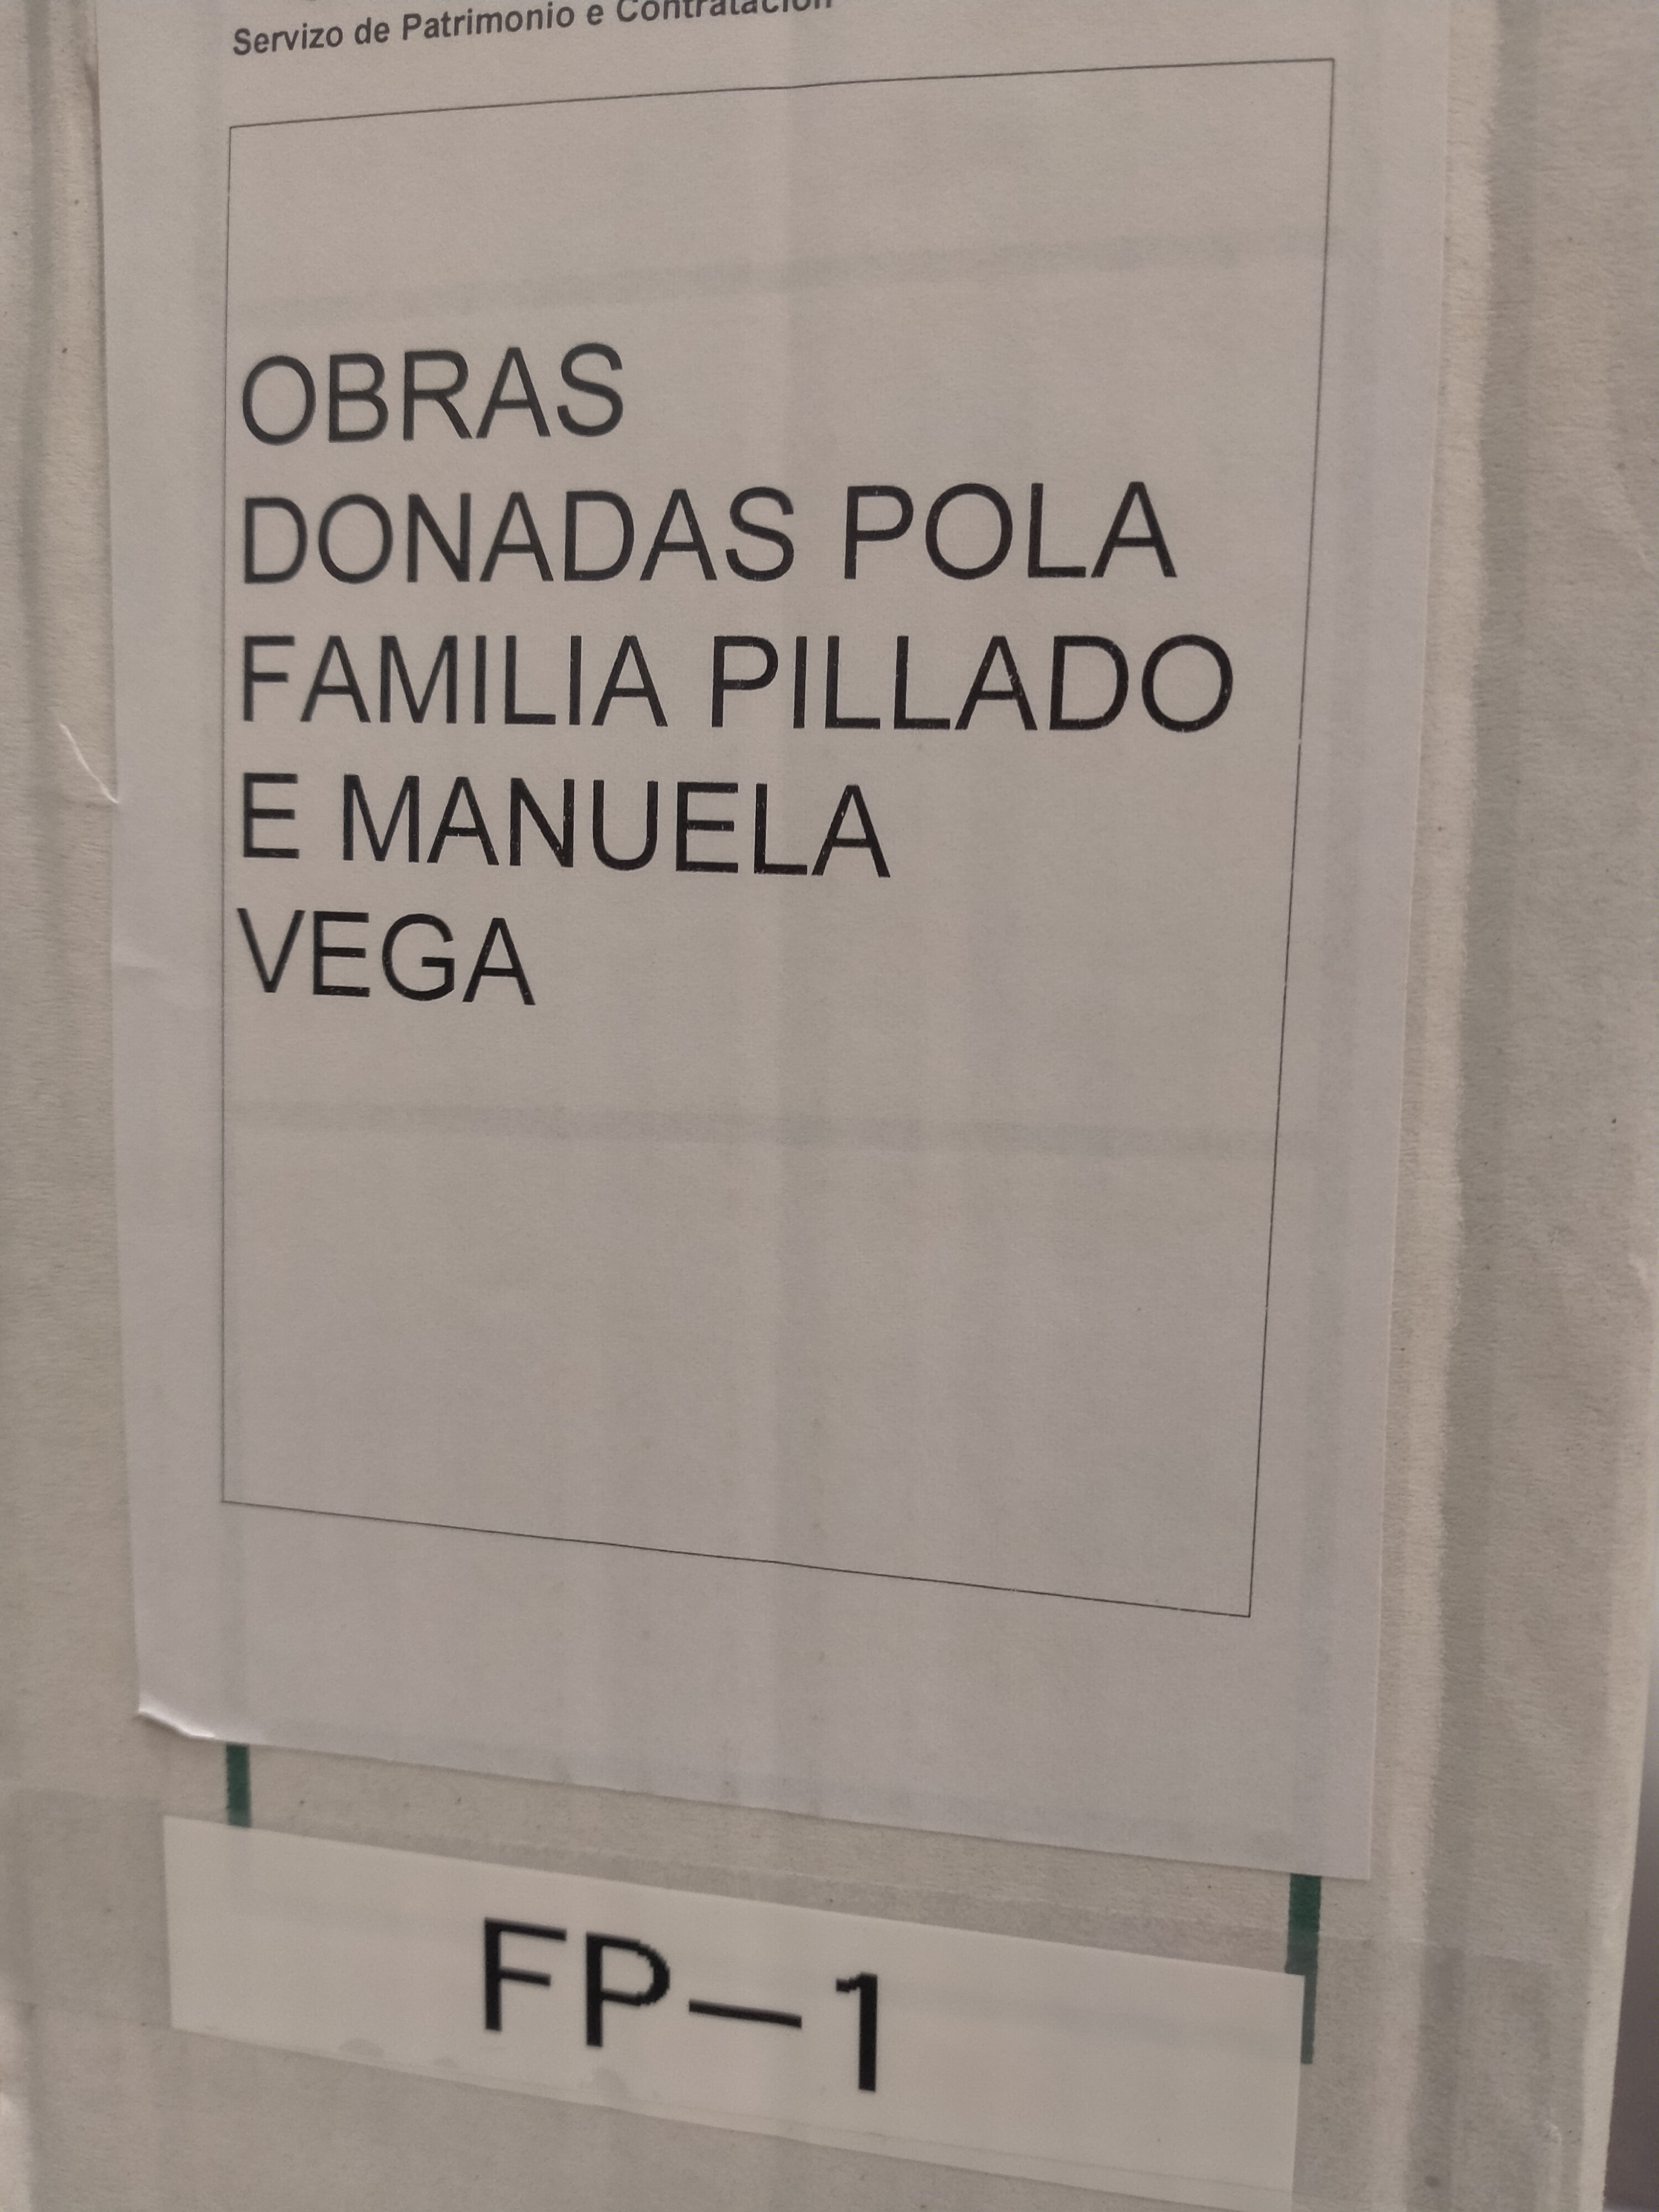 Servizo de Patrimonio e Contratación
OBRAS
DONADAS POLA
FAMILIA PILLADO
E MANUELA
VEGA
FP-1